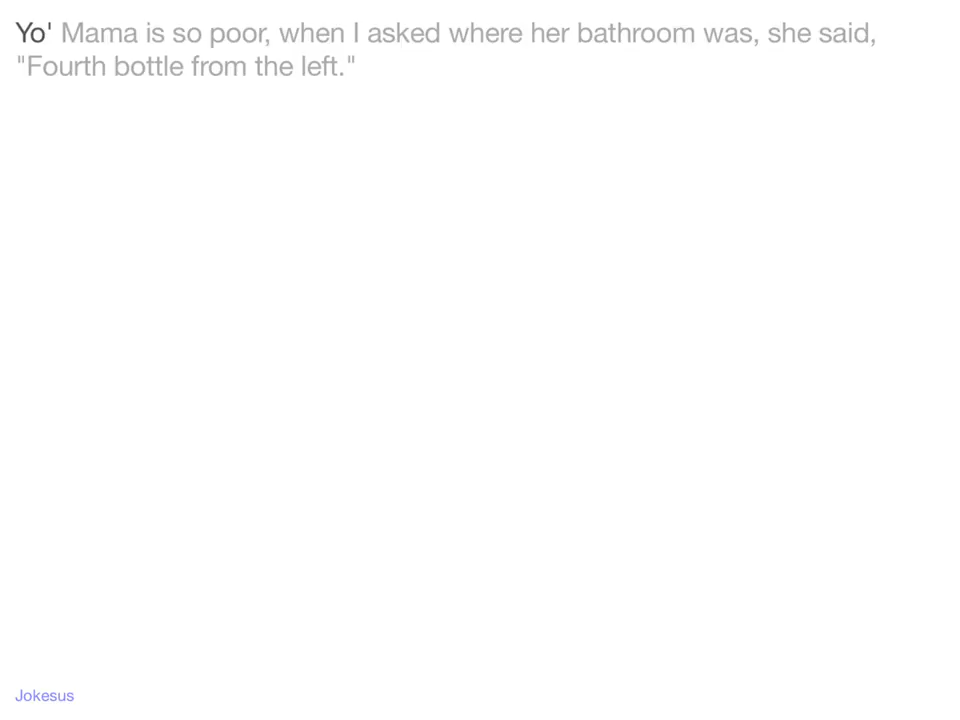 Yo' Mama is so poor, when I asked where her bathroom was, she said,
"Fourth bottle from the left."
Jokesus